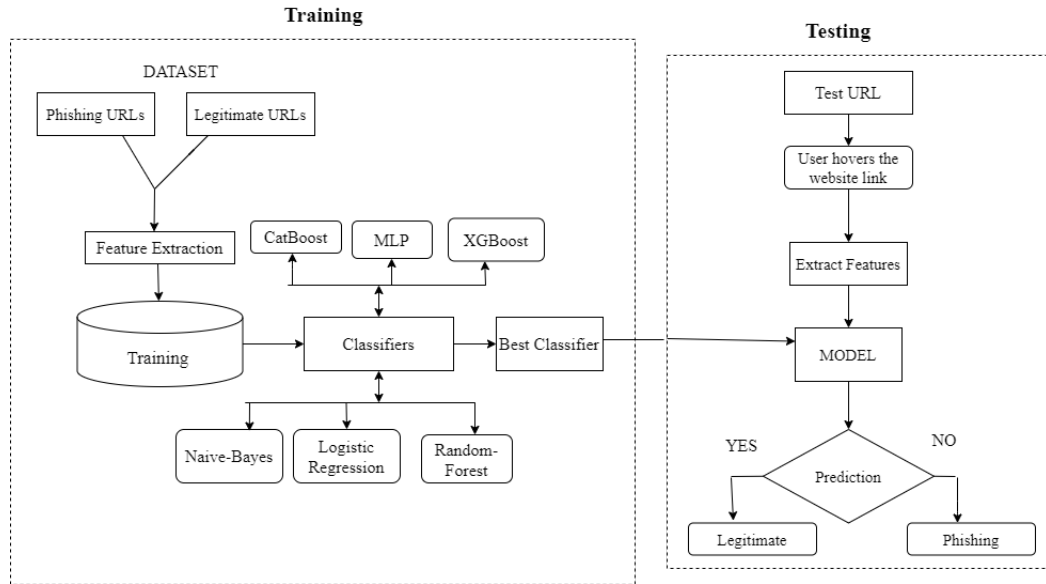 Training
Testing
DATASET
Phishing URLs
Legitimate URLs
Feature Extraction
Training
CatBoost
MLP
XGBoost
Classifiers
Best Classifier
Naive-Bayes
Logistic
Regression
Random-
Forest
Test URL
User hovers the
website link
Extract Features
MODEL
Prediction
YES
NO
Legitimate
Phishing